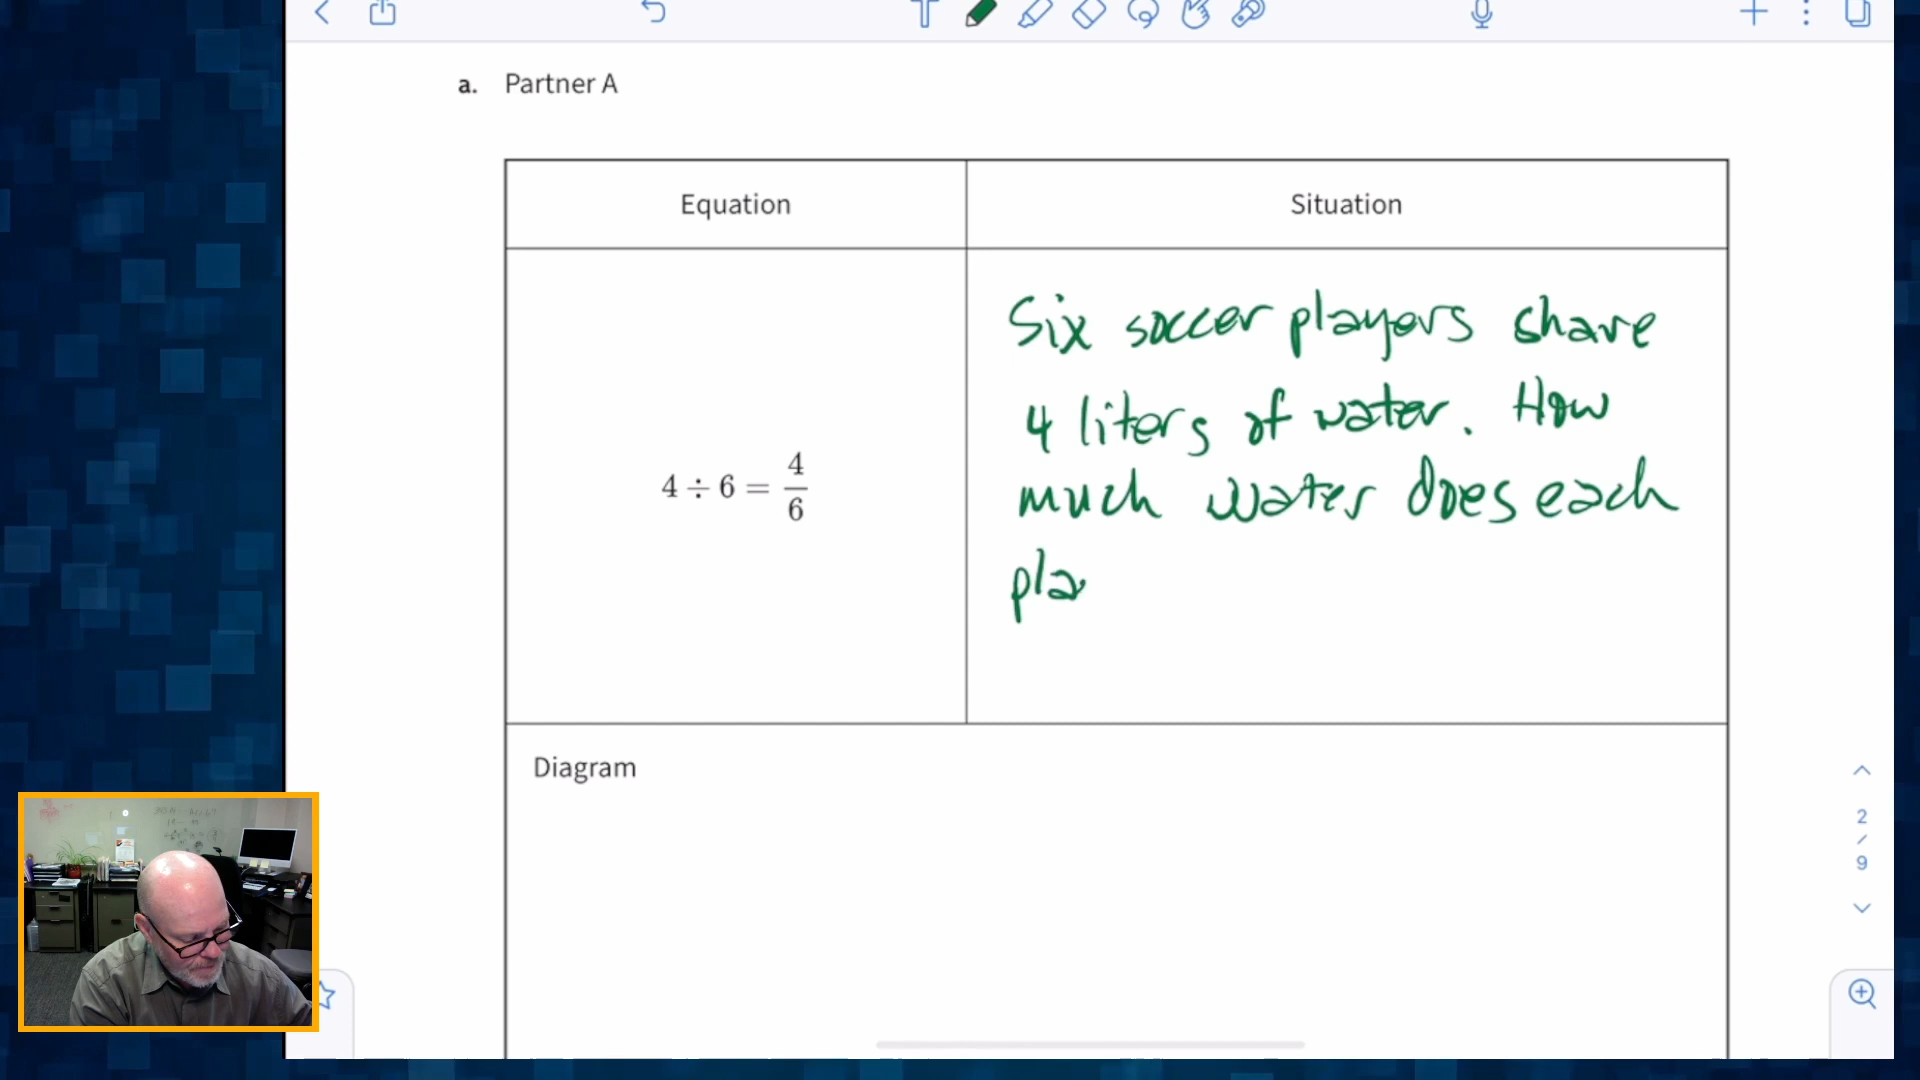 a. Partner A
Equation
Situation
4 ÷ 6 = 4/6
Six soccer players share
4 liters of water. How
much water does each
pla
Diagram
2
/
9